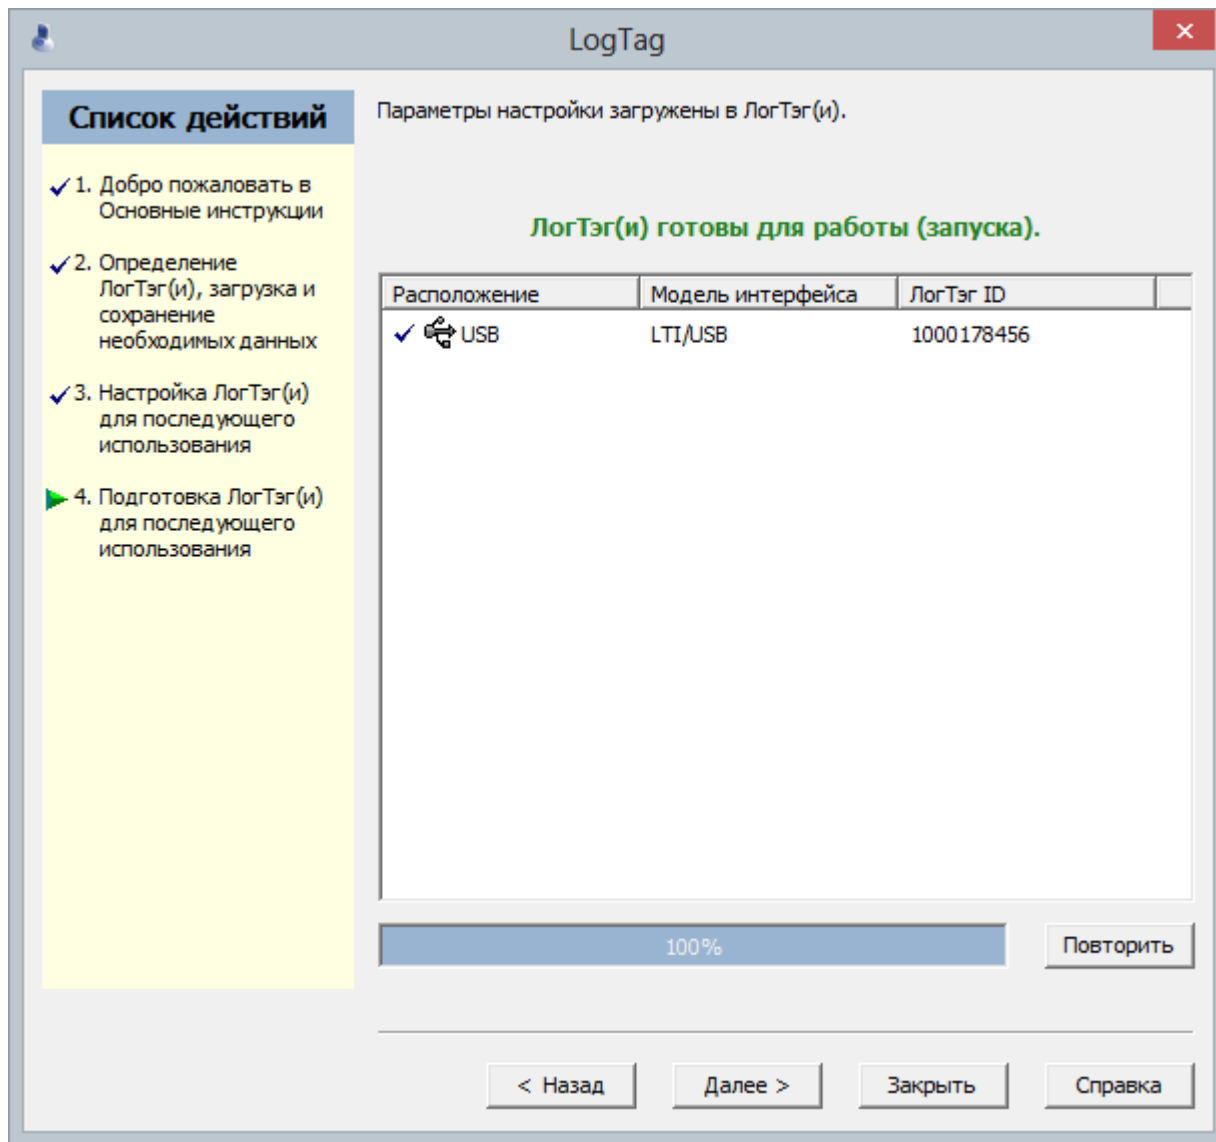 LogTag
Список действий
1. Добро пожаловать в
Основные инструкции
2. Определение
ЛогТэг(и), загрузка и
сохранение
необходимых данных
3. Настройка ЛогТэг(и)
для последующего
использования
4. Подготовка ЛогТэг(и)
для последующего
использования
Параметры настройки загружены в ЛогТэг(и).
ЛогТэг(и) готовы для работы (запуска).
Расположение Модель интерфейса ЛогТэг ID
USB LTI/USB 1000178456
100%
Повторить
< Назад Далее > Закрыть Справка